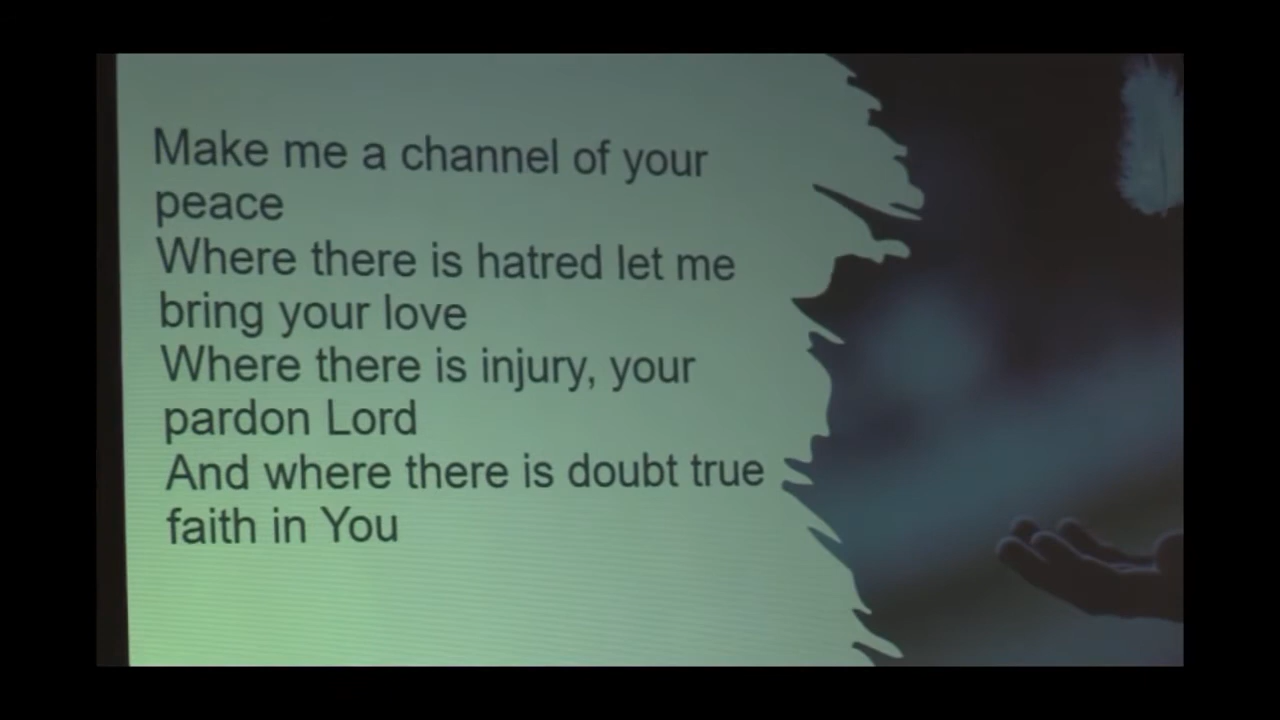 Make me a channel of your
peace
Where there is hatred let me
bring your love
Where there is injury, your
pardon Lord
And where there is doubt true
faith in You